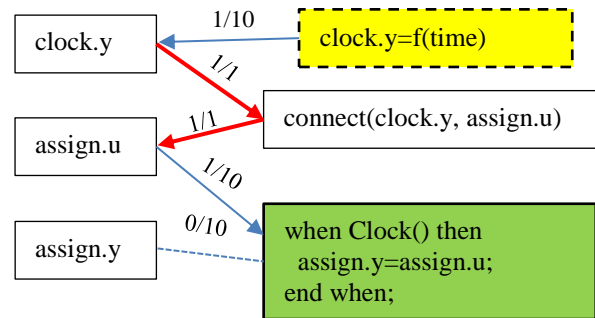 1/10
clock.y
clock.y=f(time)
1/1
connect(clock.y, assign.u)
1/1
assign.u
1/10
0/10
assign.y
when Clock() then
assign.y=assign.u;
end when;